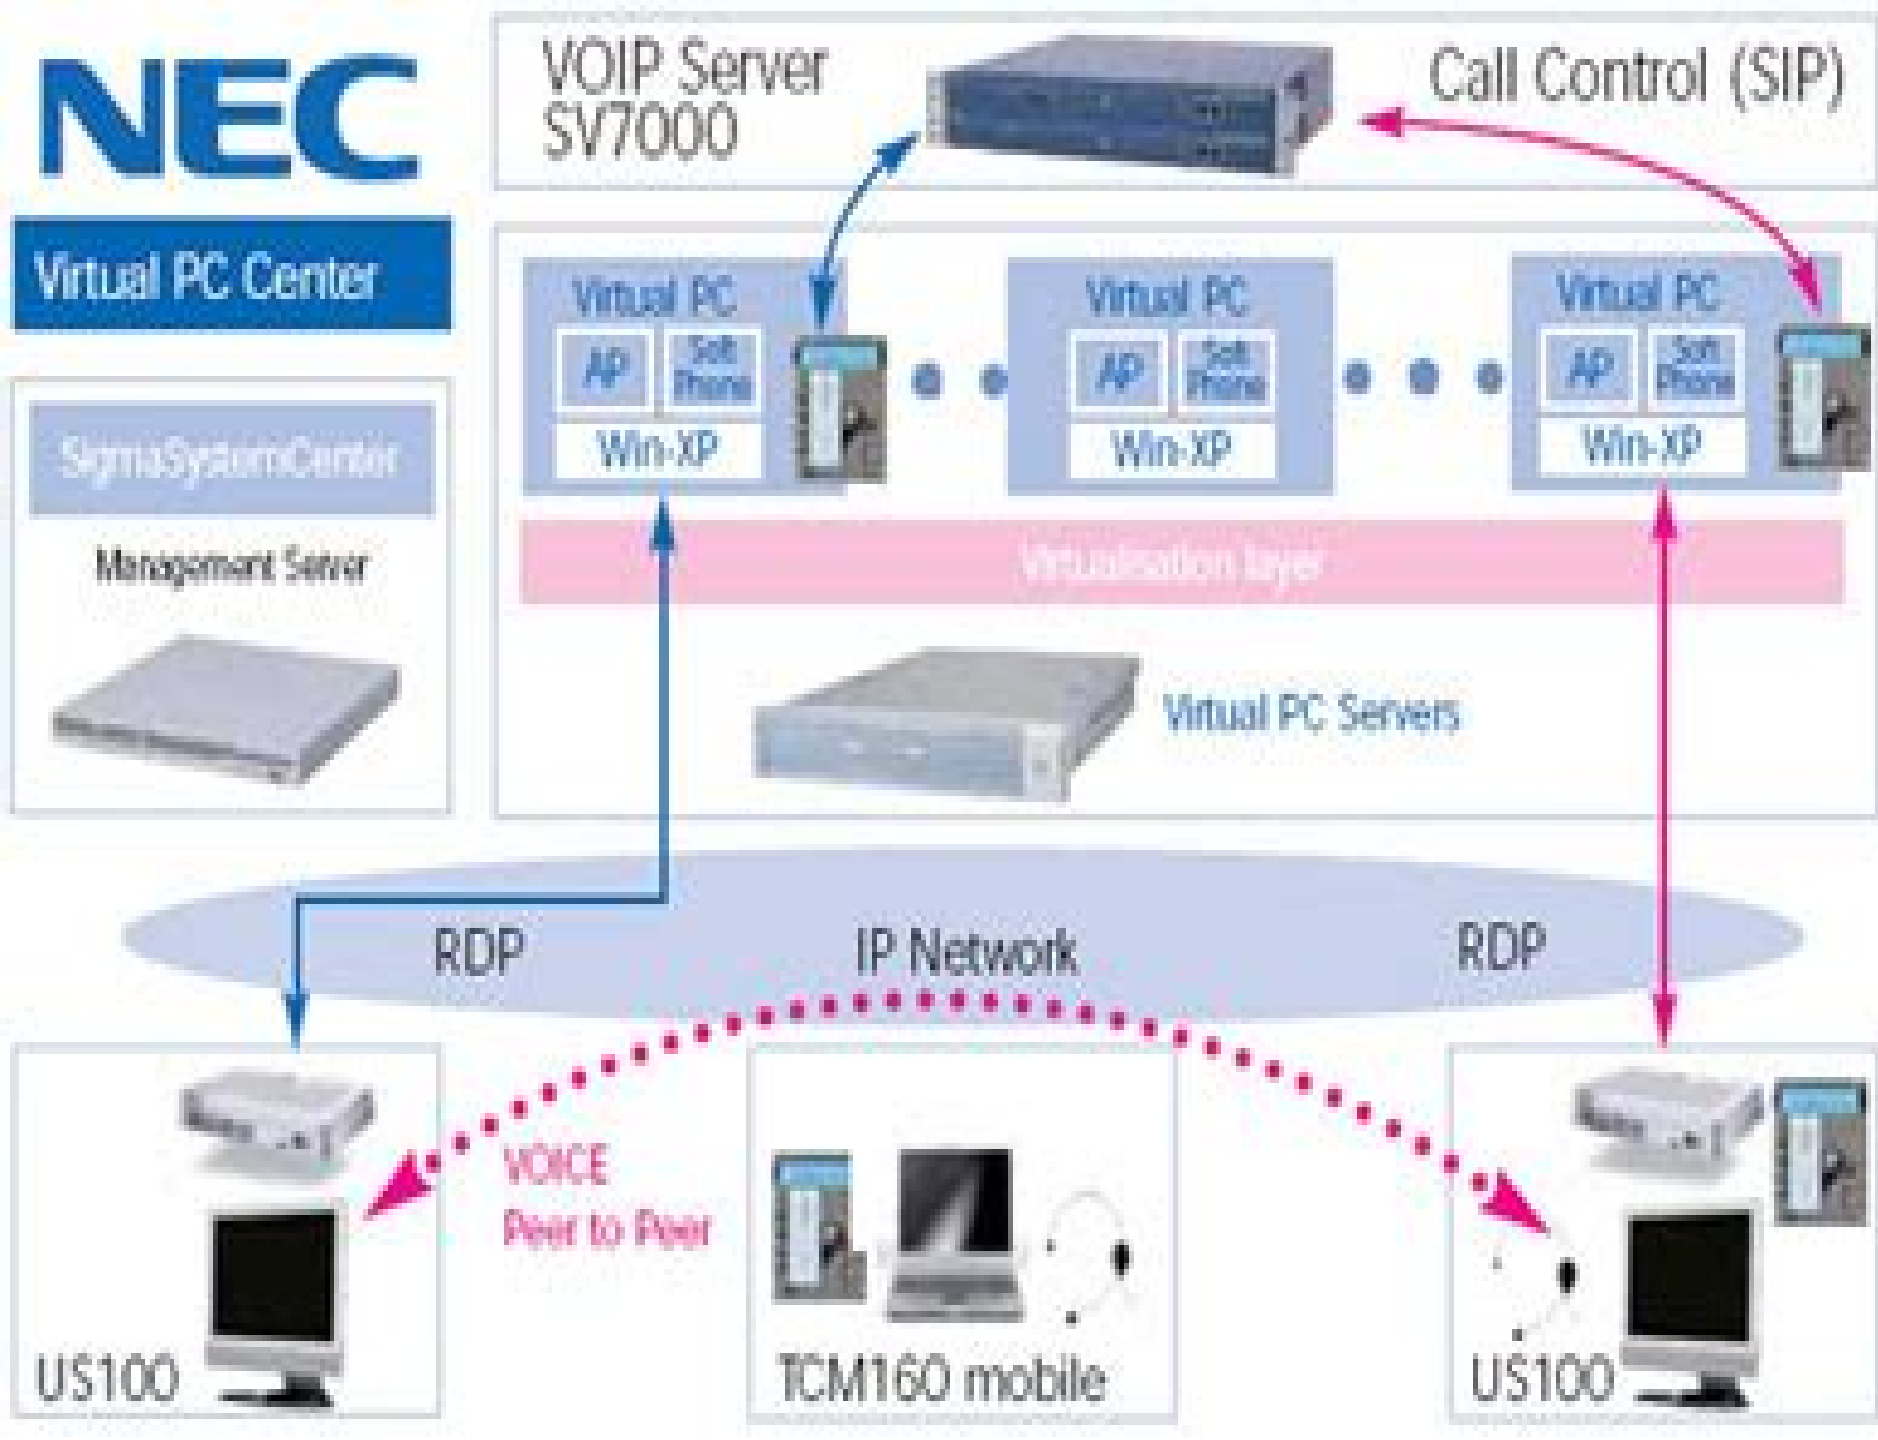 NEC
Virtual PC Center
VOIP Server
SV7000
Call Control (SIP)
Virtual PC
AP
Soft
Phone
Win-XP
Virtual PC
AP
Soft
Phone
Win-XP
Virtual PC
AP
Soft
Phone
Win-XP
SigmaSystemCenter
Management Server
Virtualisation layer
Virtual PC Servers
RDP
IP Network
RDP
VOICE
Peer to Peer
US100
TCM160 mobile
US100